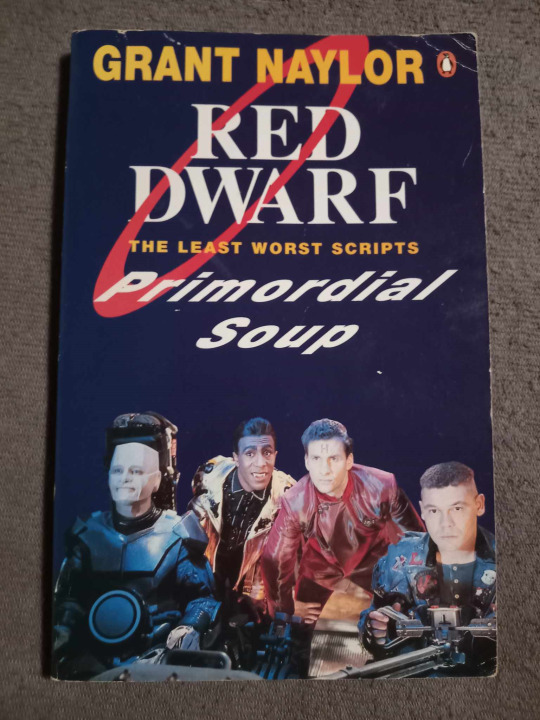 GRANT NAYLOR
RED
DWARF
THE LEAST WORST SCRIPTS
Primordial
Soup